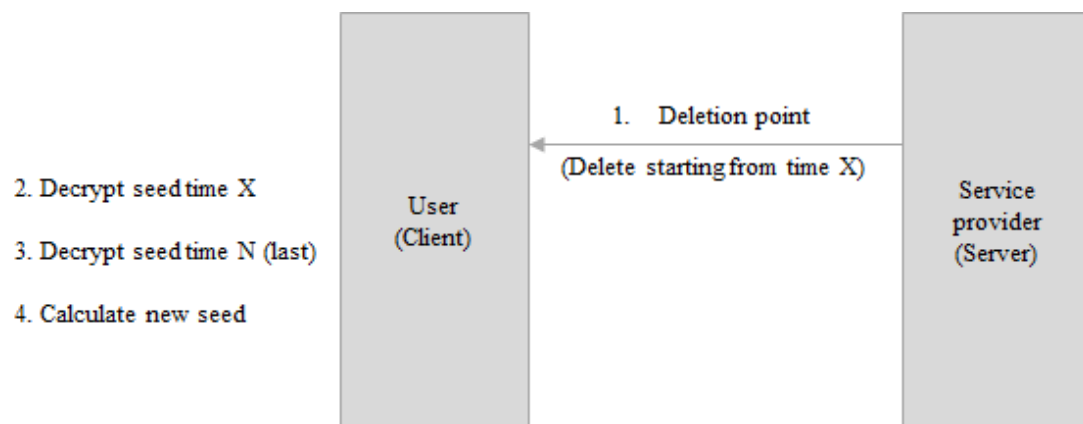 1. Deletion point
(Delete starting from time X)
2. Decrypt seed time X
3. Decrypt seed time N (last)
4. Calculate new seed
User
(Client)
Service
provider
(Server)